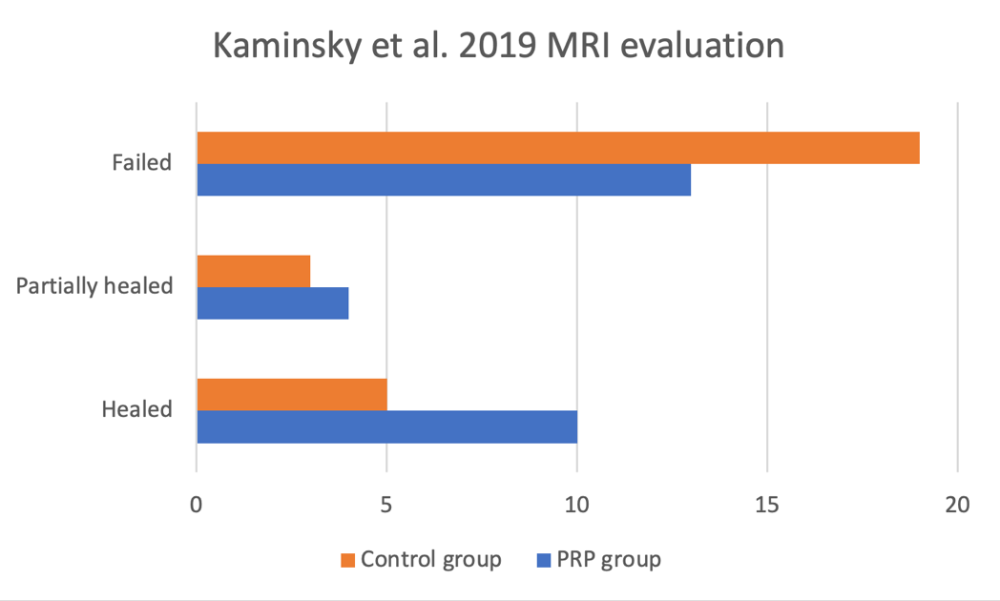 Kaminsky et al. 2019 MRI evaluation
Failed
Partially healed
Healed
0 5 10 15 20
Control group PRP group